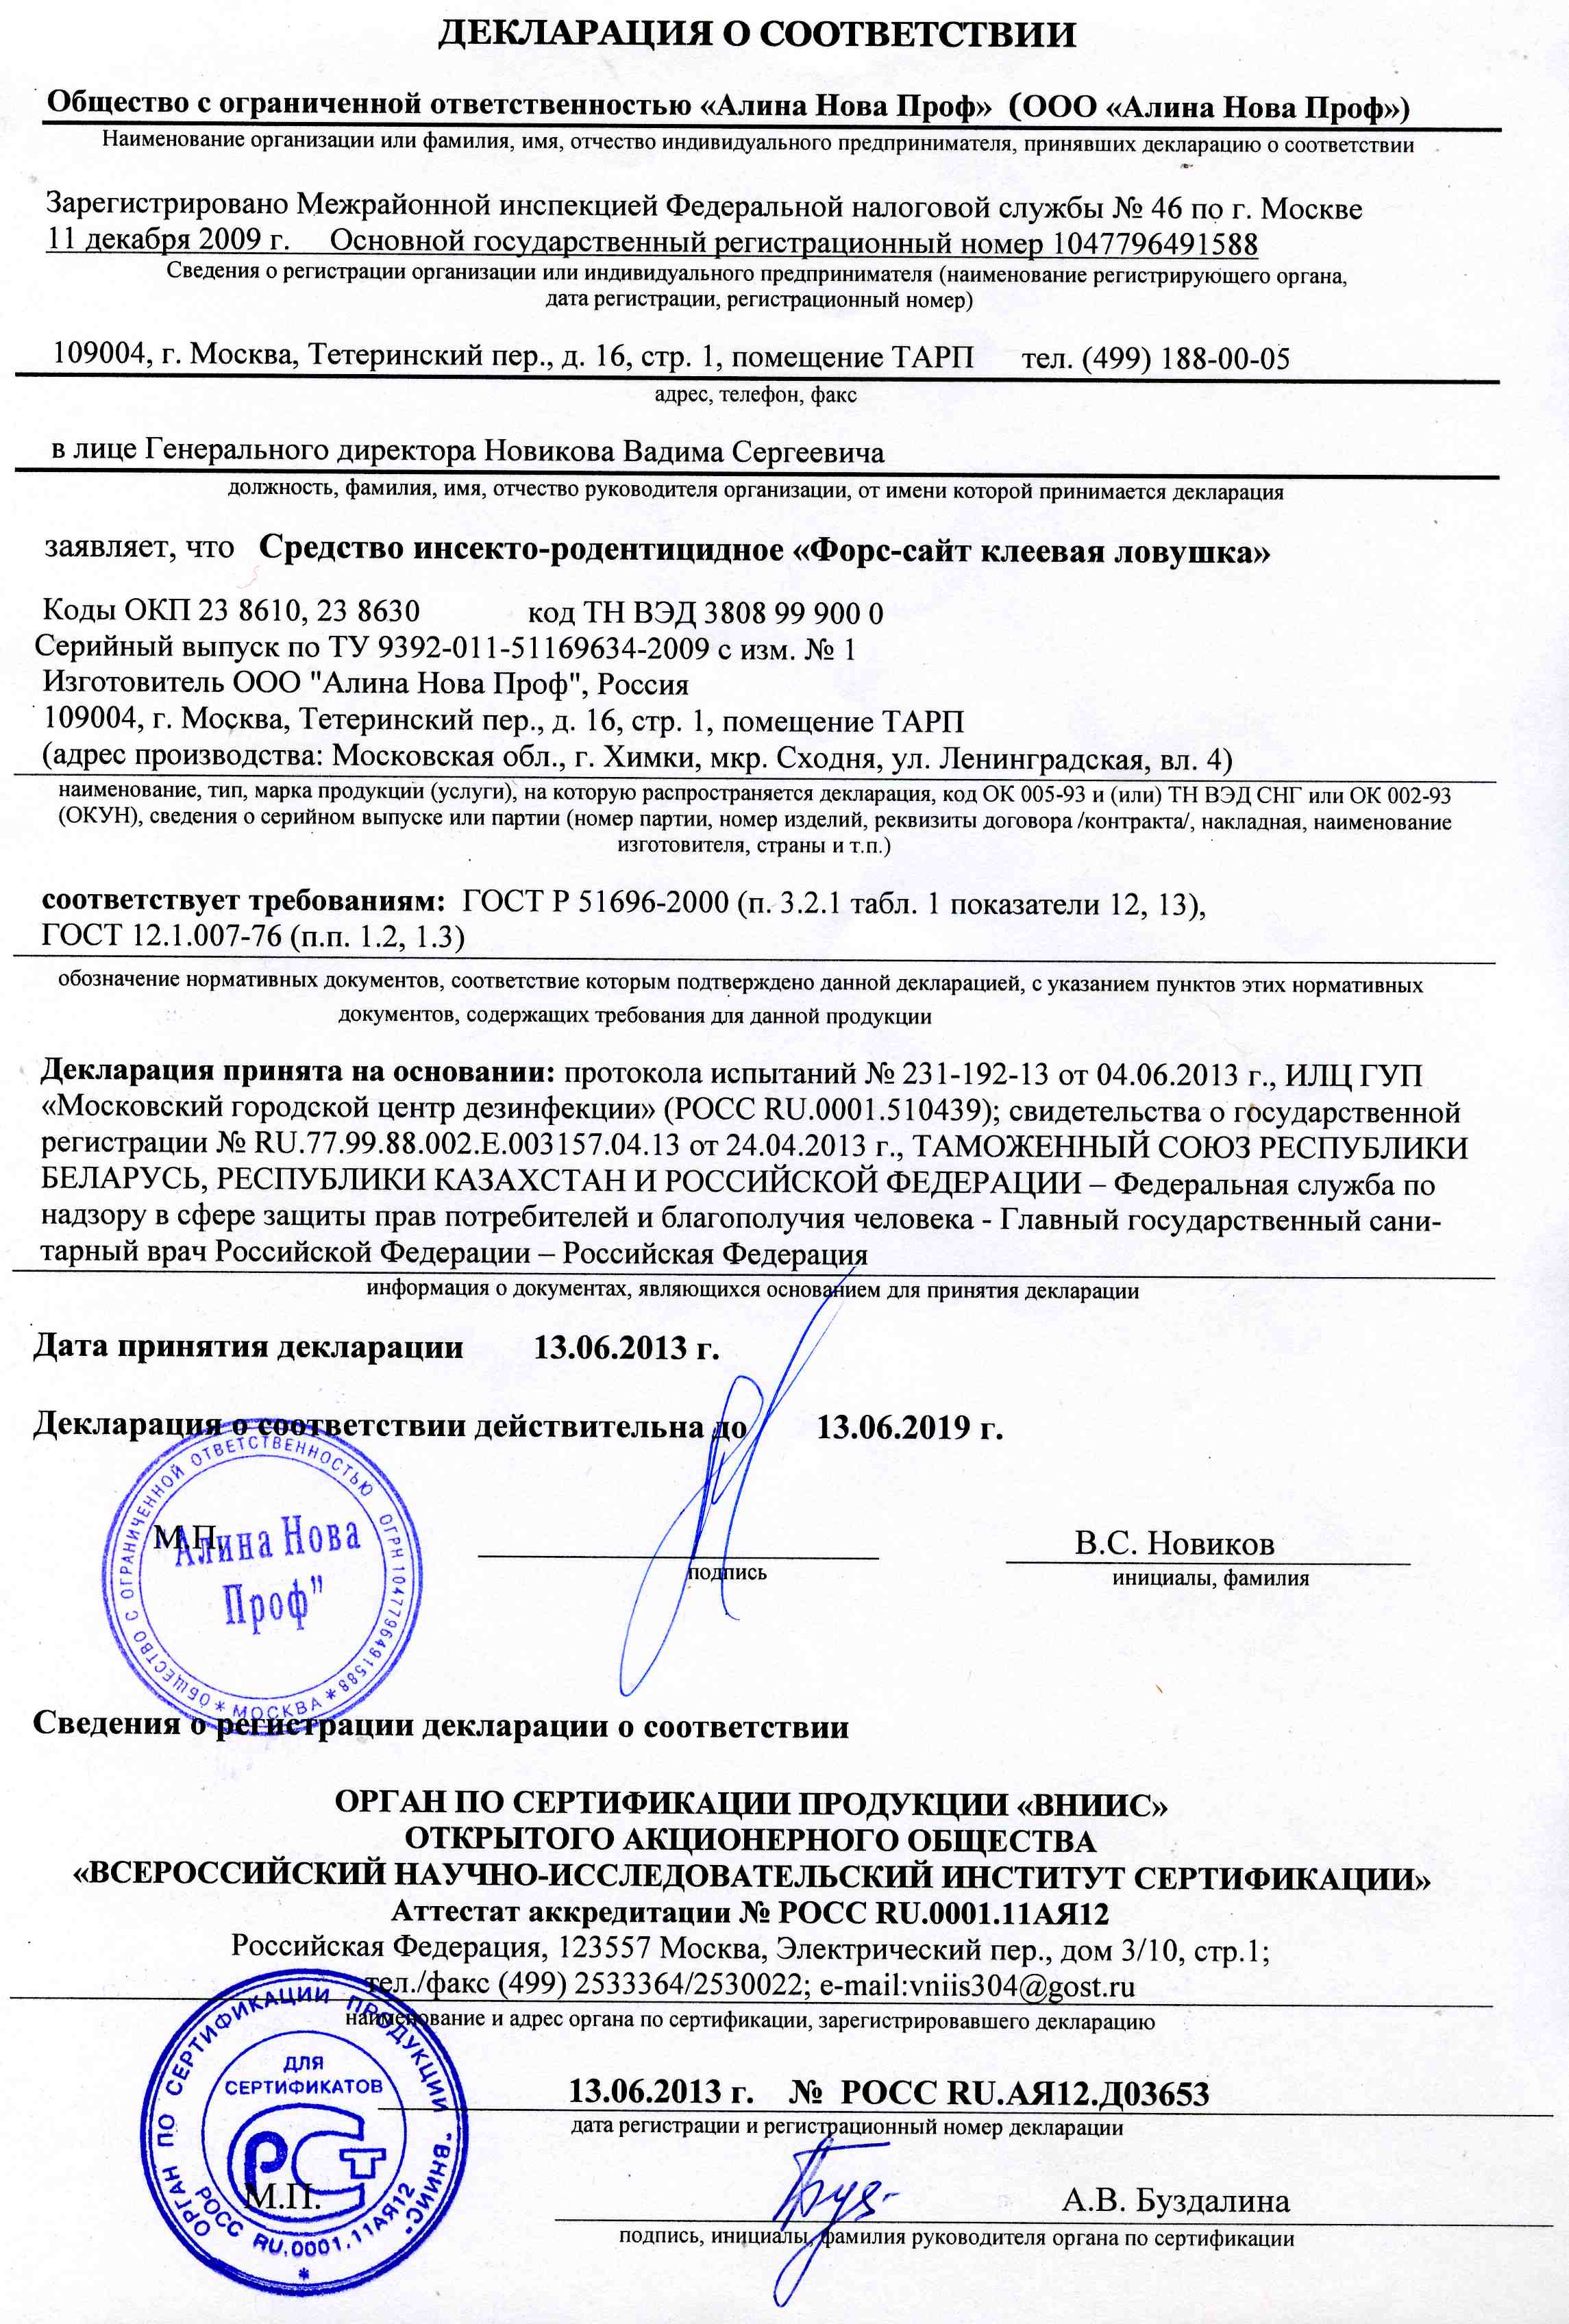 ДЕКЛАРАЦИЯ О СООТВЕТСТВИИ
Общество с ограниченной ответственностью «Алина Нова Проф» (ООО «Алина Нова Проф»)
Наименование организации или фамилия, имя, отчество индивидуального предпринимателя, принявших декларацию о соответствии
Зарегистрировано Межрайонной инспекцией Федеральной налоговой службы № 46 по г. Москве
11 декабря 2009 г. Основной государственный регистрационный номер 1047796491588
Сведения о регистрации организации или индивидуального предпринимателя (наименование регистрирующего органа,
дата регистрации, регистрационный номер)
109004, г. Москва, Тетеринский пер., д. 16, стр. 1, помещение ТАРП тел. (499) 188-00-05
адрес, телефон, факс
в лице Генерального директора Новикова Вадима Сергеевича
должность, фамилия, имя, отчество руководителя организации, от имени которой принимается декларация
заявляет, что Средство инсекто-родентицидное «Форс-сайт клеевая ловушка»
Коды ОКП 23 8610, 23 8630 код ТН ВЭД 3808 99 900 0
Серийный выпуск по ТУ 9392-011-51169634-2009 с изм. № 1
Изготовитель ООО "Алина Нова Проф", Россия
109004, г. Москва, Тетеринский пер., д. 16, стр. 1, помещение ТАРП
(адрес производства: Московская обл., г. Химки, мкр. Сходня, ул. Ленинградская, вл. 4)
наименование, тип, марка продукции (услуги), на которую распространяется декларация, код ОК 005-93 и (или) ТН ВЭД СНГ или ОК 002-93
(ОКУН), сведения о серийном выпуске или партии (номер партии, номер изделий, реквизиты договора /контракта/, накладная, наименование
изготовителя, страны и т.п.)
соответствует требованиям: ГОСТ Р 51696-2000 (п. 3.2.1 табл. 1 показатели 12, 13),
ГОСТ 12.1.007-76 (п.п. 1.2, 1.3)
обозначение нормативных документов, соответствие которым подтверждено данной декларацией, с указанием пунктов этих нормативных
документов, содержащих требования для данной продукции
Декларация принята на основании: протокола испытаний № 231-192-13 от 04.06.2013 г., ИЛЦ ГУП
«Московский городской центр дезинфекции» (РОСС RU.0001.510439); свидетельства о государственной
регистрации № RU.77.99.88.002.E.003157.04.13 от 24.04.2013 г., ТАМОЖЕННЫЙ СОЮЗ РЕСПУБЛИКИ
БЕЛАРУСЬ, РЕСПУБЛИКИ КАЗАХСТАН И РОССИЙСКОЙ ФЕДЕРАЦИИ – Федеральная служба по
надзору в сфере защиты прав потребителей и благополучия человека - Главный государственный сани-
тарный врач Российской Федерации – Российская Федерация
информация о документах, являющихся основанием для принятия декларации
Дата принятия декларации 13.06.2013 г.
Декларация о соответствии действительна до 13.06.2019 г.
ОБЩЕСТВО С ОГРАНИЧЕННОЙ ОТВЕТСТВЕННОСТЬЮ ОГРН 1047796491588 * МОСКВА *
Алина Нова
Проф"
М.П.
В.С. Новиков
подпись
инициалы, фамилия
Сведения о регистрации декларации о соответствии
ОРГАН ПО СЕРТИФИКАЦИИ ПРОДУКЦИИ «ВНИИС»
ОТКРЫТОГО АКЦИОНЕРНОГО ОБЩЕСТВА
«ВСЕРОССИЙСКИЙ НАУЧНО-ИССЛЕДОВАТЕЛЬСКИЙ ИНСТИТУТ СЕРТИФИКАЦИИ»
Аттестат аккредитации № РОСС RU.0001.11АЯ12
Российская Федерация, 123557 Москва, Электрический пер., дом 3/10, стр.1;
тел./факс (499) 2533364/2530022; e-mail:vniis304@gost.ru
наименование и адрес органа по сертификации, зарегистрировавшего декларацию
ОРГАН ПО СЕРТИФИКАЦИИ ПРОДУКЦИИ "ВНИИС"
ДЛЯ
СЕРТИФИКАТОВ
РОСС RU.0001.11АЯ12
13.06.2013 г. № РОСС RU.АЯ12.Д03653
дата регистрации и регистрационный номер декларации
М.П.
А.В. Буздалина
подпись, инициалы, фамилия руководителя органа по сертификации